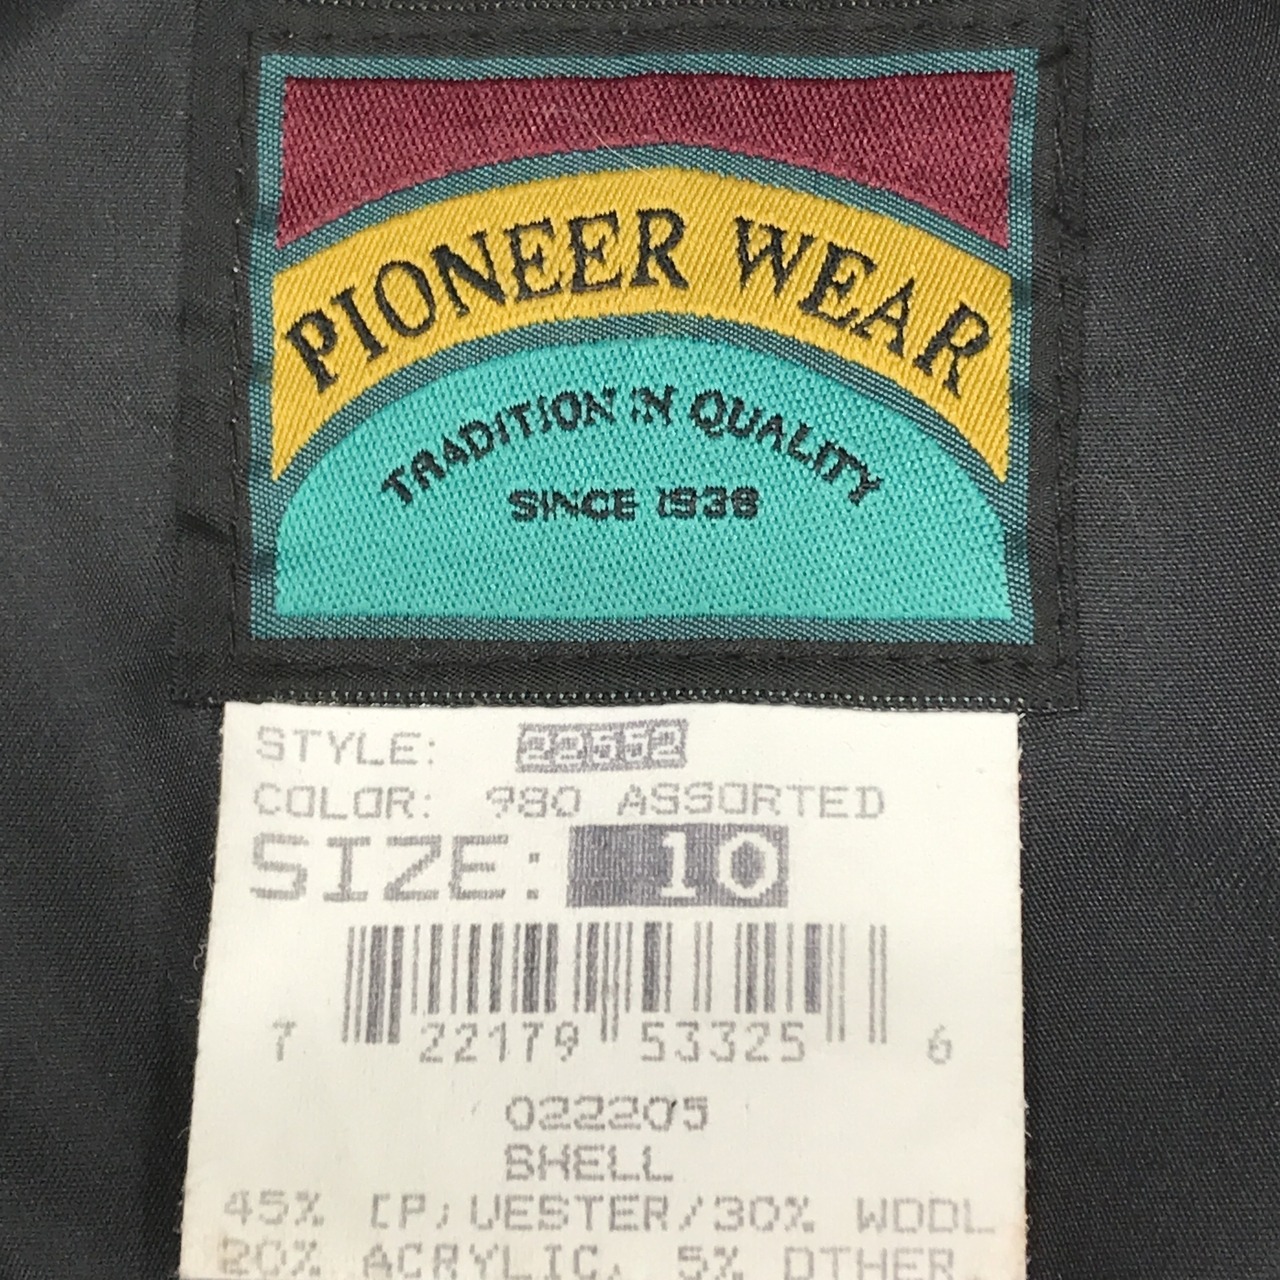 PIONEER WEAR
TRADITION IN QUALITY
SINCE 1938
STYLE: 22552
COLOR: 980 ASSORTED
SIZE: 10
7 22179 53325 6
022205
SHELL
45% [P; UESTER/30% WOOL
20% ACRYLIC, 5% OTHER